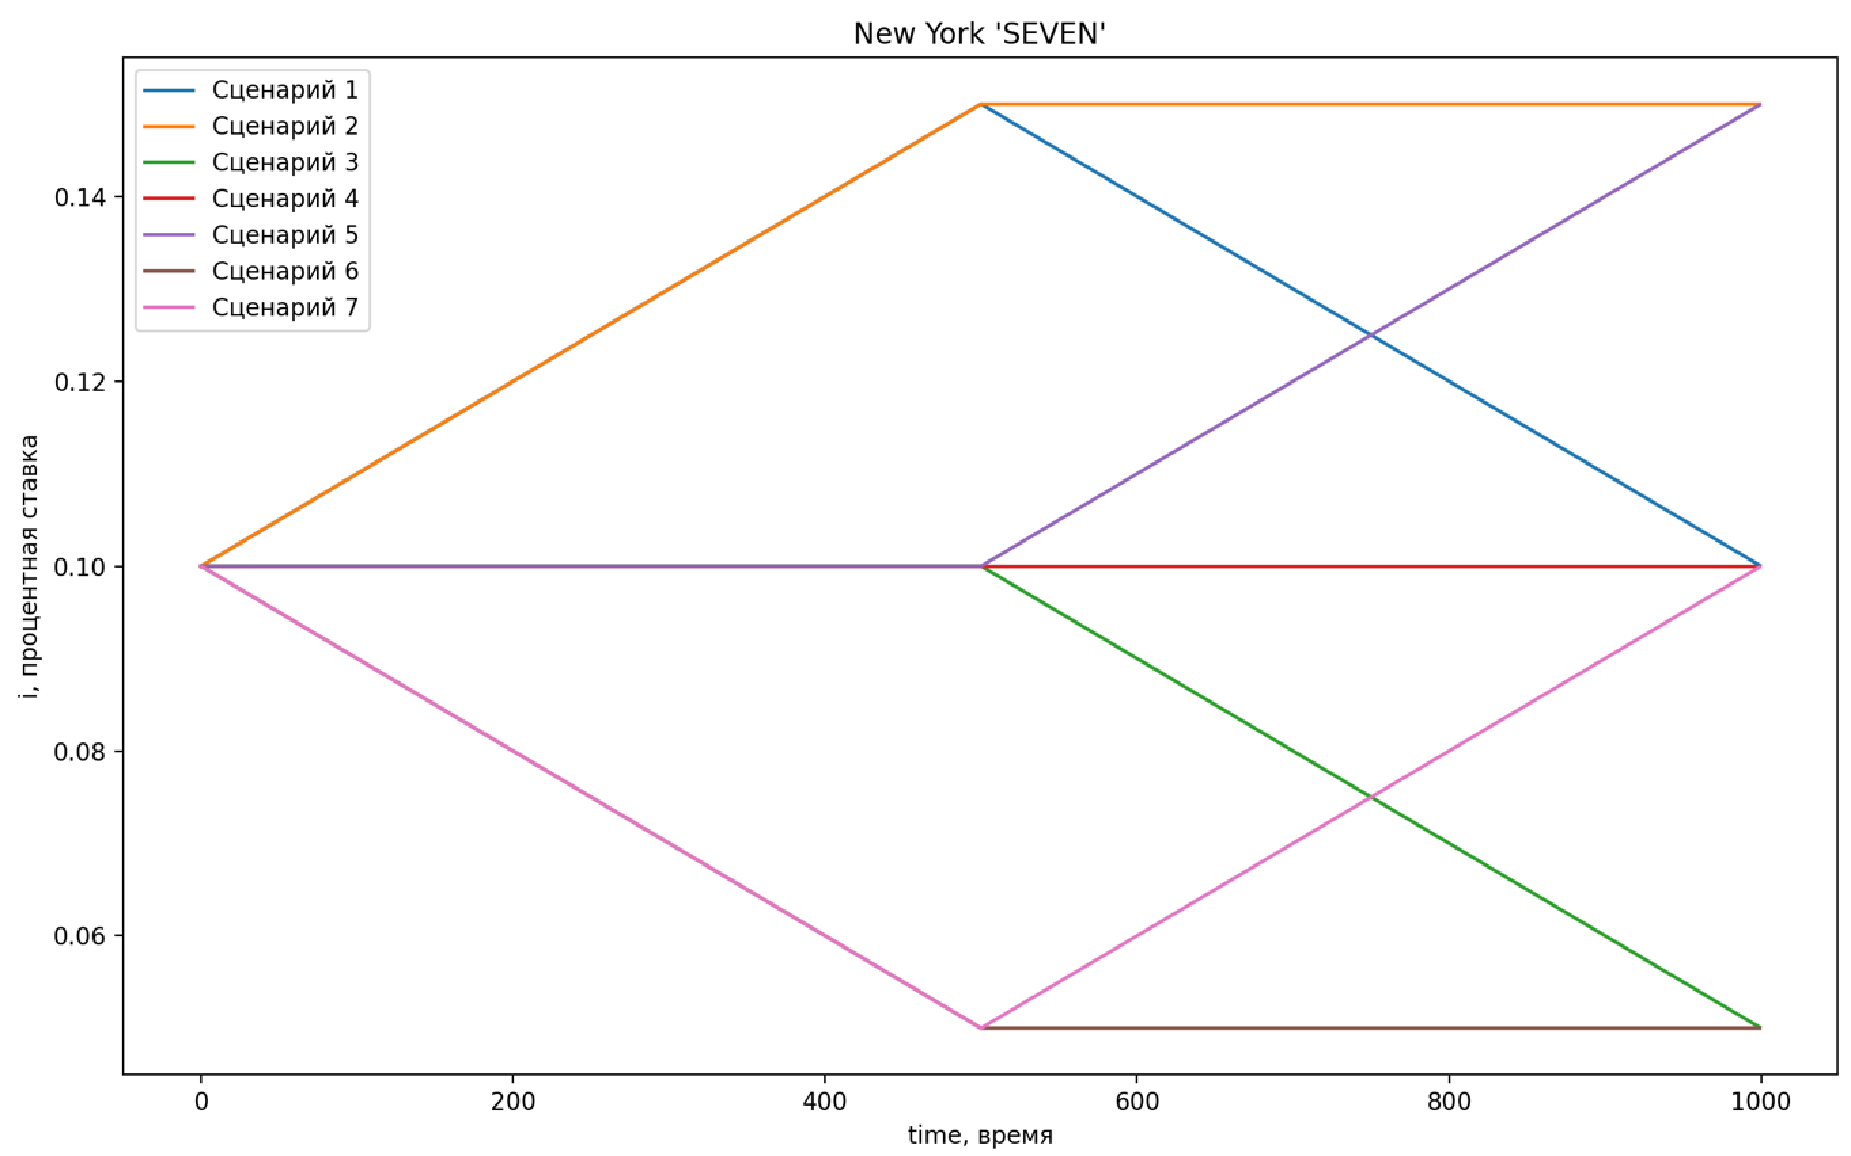 New York 'SEVEN'
Сценарий 1
Сценарий 2
Сценарий 3
Сценарий 4
Сценарий 5
Сценарий 6
Сценарий 7
0.14
0.12
0.10
0.08
0.06
i, процентная ставка
0 200 400 600 800 1000
time, время